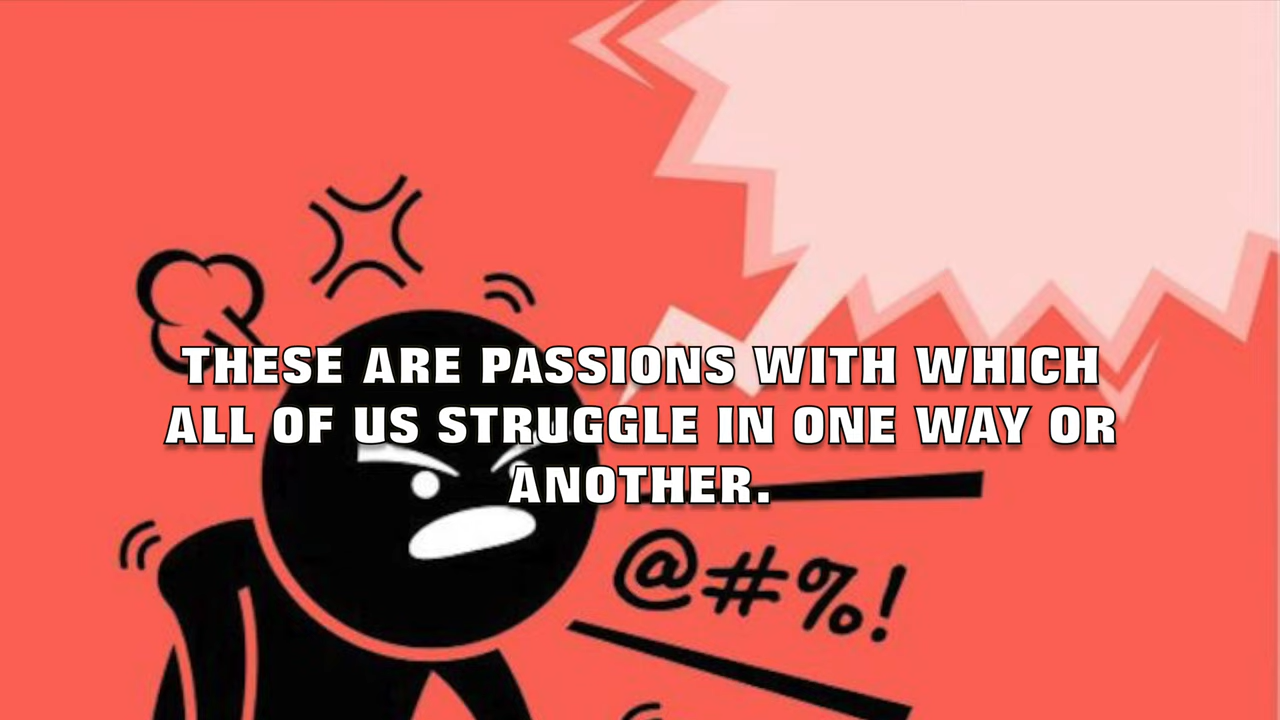 THESE ARE PASSIONS WITH WHICH
ALL OF US STRUGGLE IN ONE WAY OR
ANOTHER.
@#%!